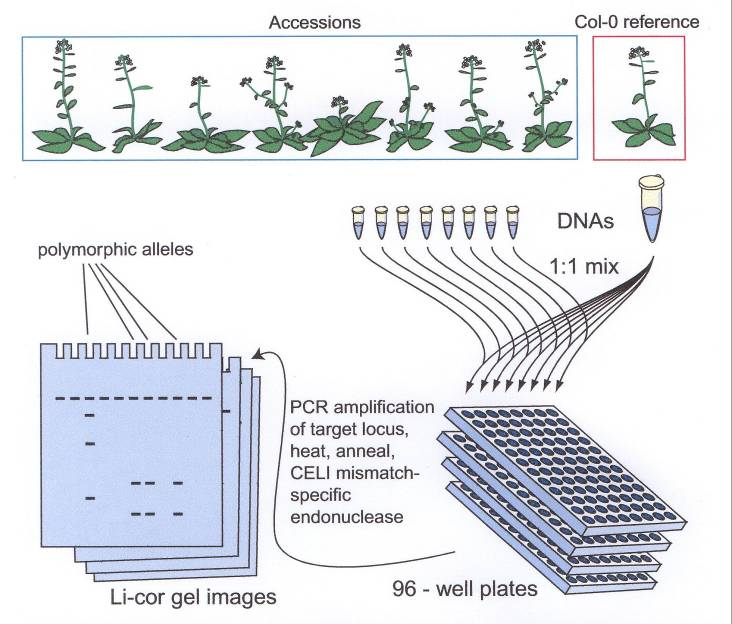 Accessions
Col-0 reference
DNAs
1:1 mix
polymorphic alleles
PCR amplification
of target locus,
heat, anneal,
CELI mismatch-
specific
endonuclease
96 - well plates
Li-cor gel images